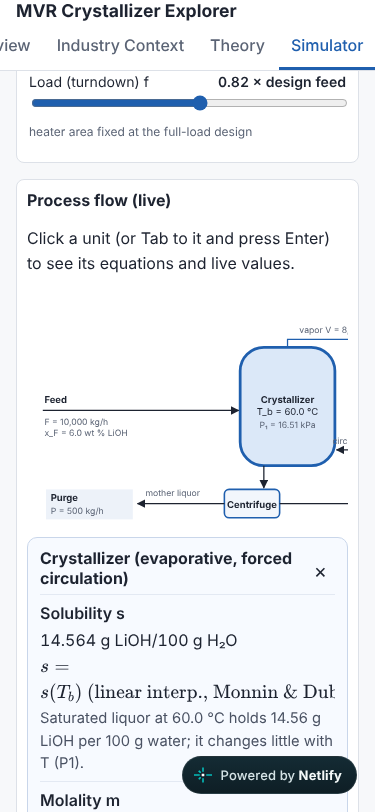 MVR Crystallizer Explorer
view Industry Context Theory Simulator
Load (turndown) f 0.82 × design feed
heater area fixed at the full-load design
Process flow (live)
Click a unit (or Tab to it and press Enter)
to see its equations and live values.
vapor V = 8
Feed
F = 10,000 kg/h
x_F = 6.0 wt % LiOH
Crystallizer
T_b = 60.0 °C
P₁ = 16.51 kPa
circ
mother liquor
Purge
P = 500 kg/h
Centrifuge
Crystallizer (evaporative, forced
circulation) ✕
Solubility s
14.564 g LiOH/100 g H₂O
s =
s(T_b) (linear interp., Monnin & Dub
Saturated liquor at 60.0 °C holds 14.56 g
LiOH per 100 g water; it changes little with
T (P1).
Powered by Netlify
Molality m